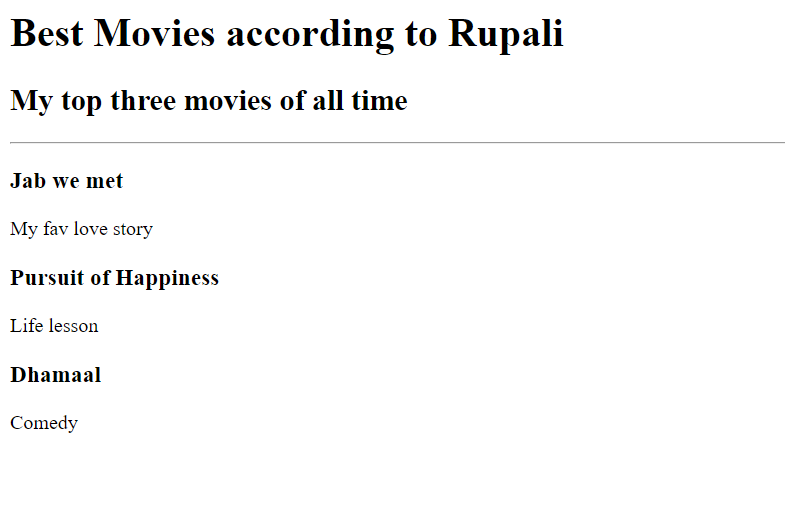 Best Movies according to Rupali
My top three movies of all time
Jab we met
My fav love story
Pursuit of Happiness
Life lesson
Dhamaal
Comedy